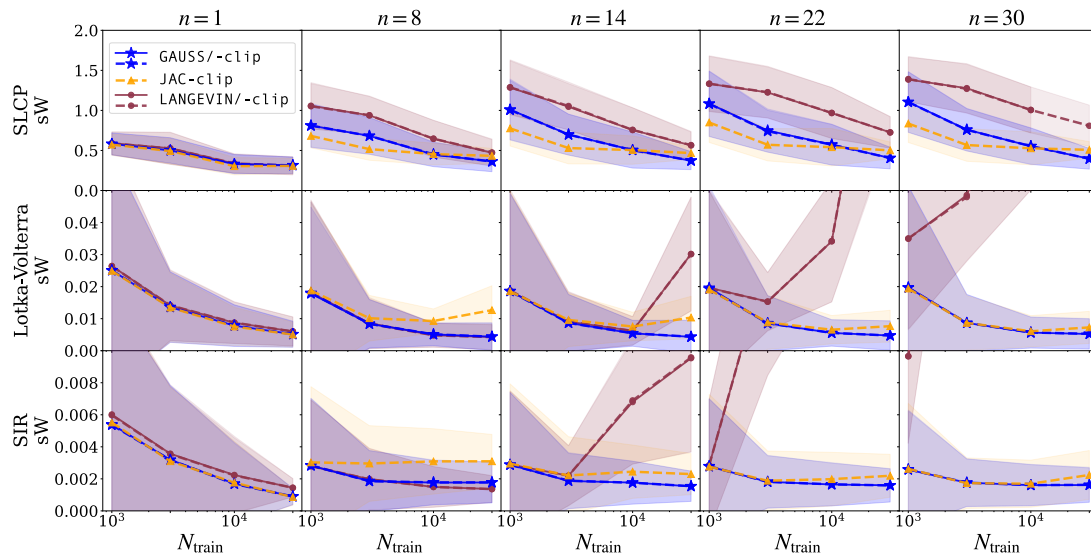 n = 1 n = 8 n = 14 n = 22 n = 30
GAUSS/-clip
JAC-clip
LANGEVIN/-clip
SLCP
sW
2.0
1.5
1.0
0.5
0.0
Lotka-Volterra
sW
0.04
0.03
0.02
0.01
0.00
SIR
sW
0.008
0.006
0.004
0.002
0.000
10³ 10⁴ 10³ 10⁴ 10³ 10⁴ 10³ 10⁴ 10³ 10⁴
N_train N_train N_train N_train N_train